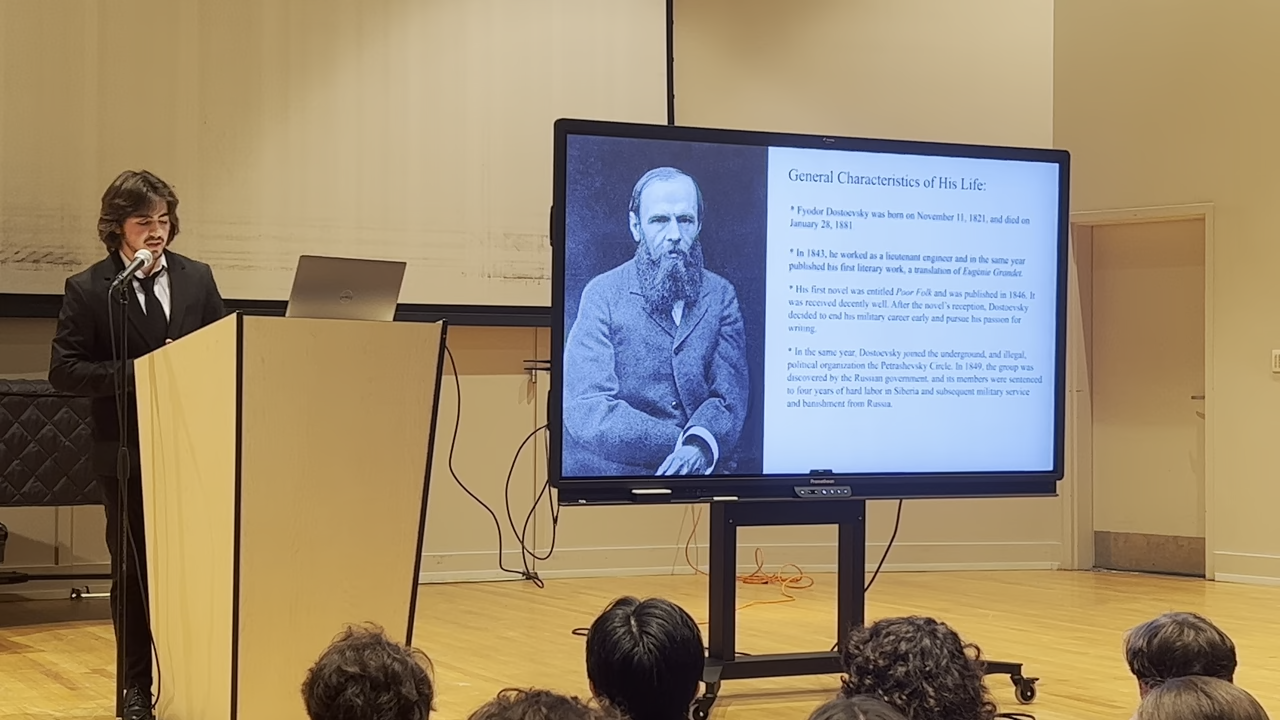 General Characteristics of His Life:
* Fyodor Dostoevsky was born on November 11, 1821, and died on
January 28, 1881
* In 1843, he worked as a lieutenant engineer and in the same year
published his first literary work, a translation of Eugénie Grandet.
* His first novel was entitled Poor Folk and was published in 1846. It
was received decently well. After the novel's reception, Dostoevsky
decided to end his military career early and pursue his passion for
writing.
* In the same year, Dostoevsky joined the underground, and illegal,
political organization the Petrashevsky Circle. In 1849, the group was
discovered by the Russian government, and its members were sentenced
to four years of hard labor in Siberia and subsequent military service
and banishment from Russia.
Promethean